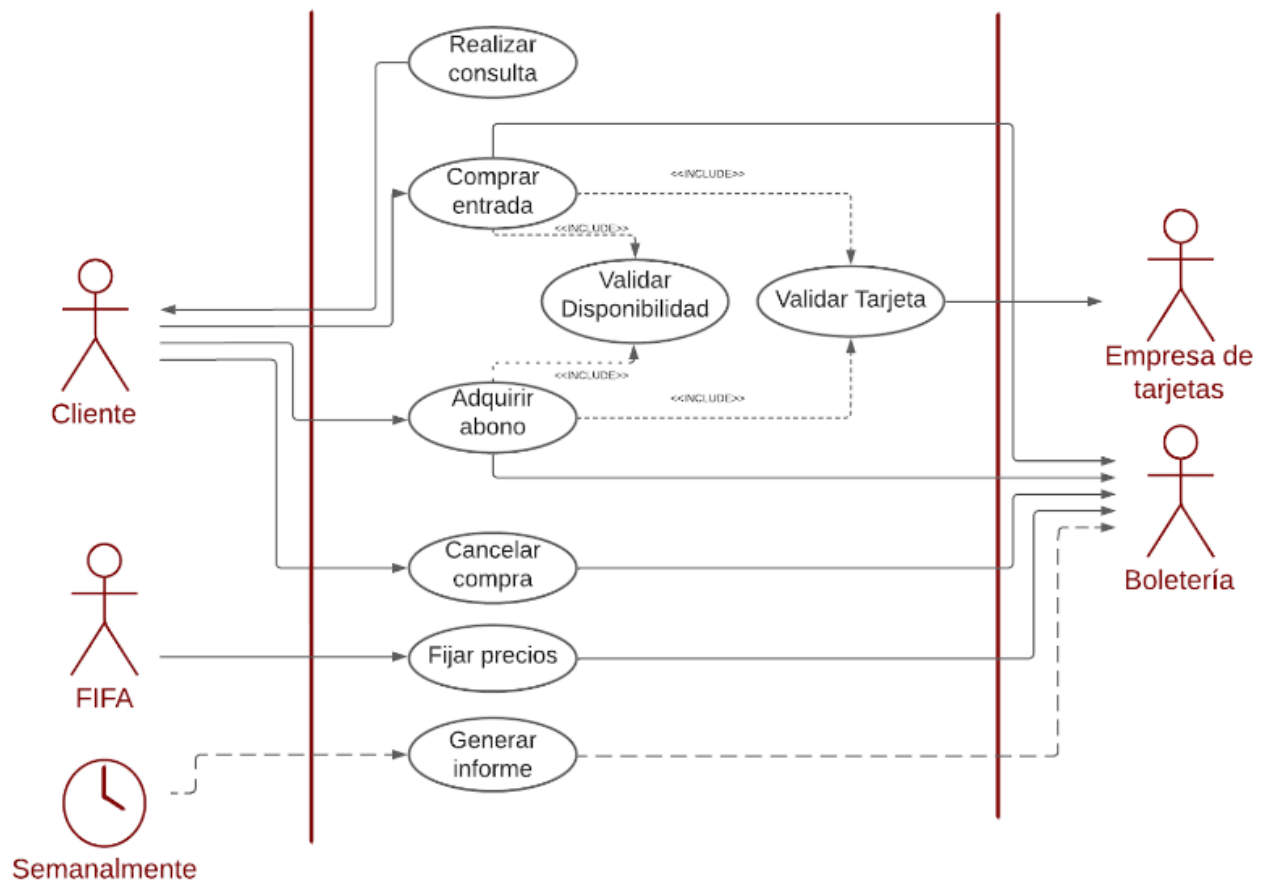 Realizar
consulta
Comprar
entrada
<<INCLUDE>>
<<INCLUDE>>
Validar
Disponibilidad
Validar Tarjeta
Empresa de
tarjetas
Cliente
<<INCLUDE>>
<<INCLUDE>>
Adquirir
abono
Cancelar
compra
Boletería
FIFA
Fijar precios
Generar
informe
Semanalmente